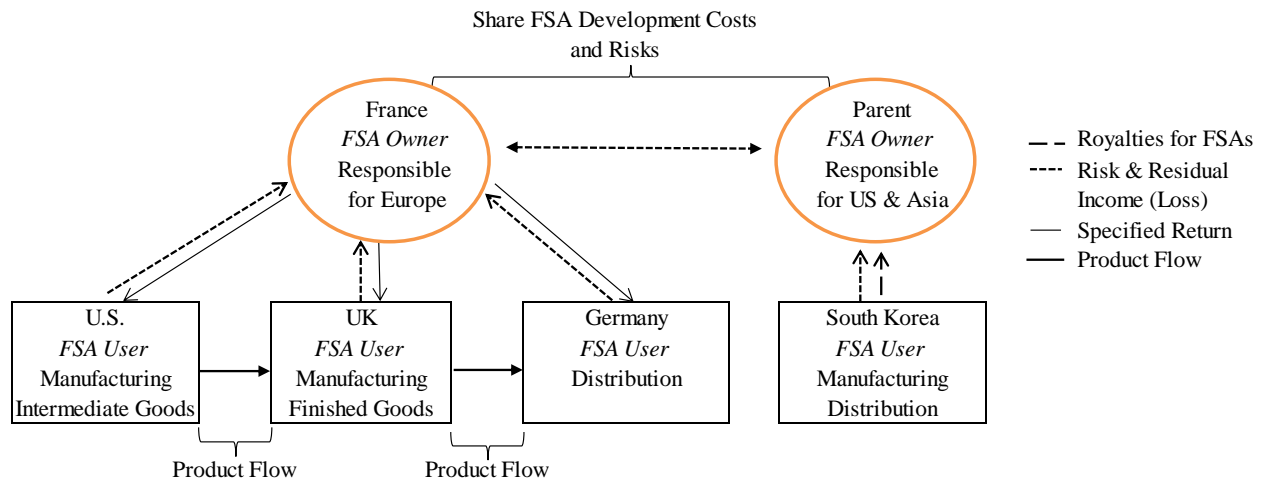 Share FSA Development Costs
and Risks
France
FSA Owner
Responsible
for Europe
Parent
FSA Owner
Responsible
for US & Asia
Royalties for FSAs
Risk & Residual
Income (Loss)
Specified Return
Product Flow
U.S.
FSA User
Manufacturing
Intermediate Goods
UK
FSA User
Manufacturing
Finished Goods
Germany
FSA User
Distribution
South Korea
FSA User
Manufacturing
Distribution
Product Flow
Product Flow